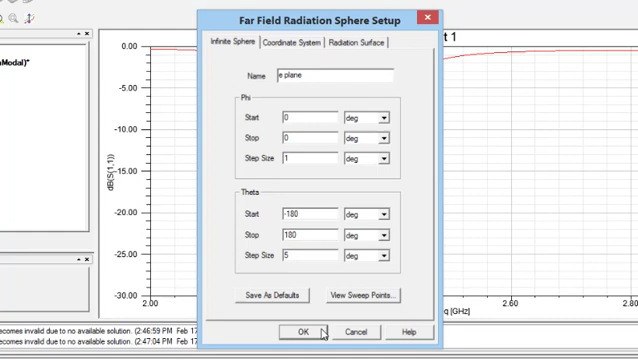 Far Field Radiation Sphere Setup
t 1
Infinite Sphere
Coordinate System
Radiation Surface
Name
e plane
Phi
Start
0
deg
Stop
0
deg
Step Size
1
deg
Theta
Start
-180
deg
Stop
180
deg
Step Size
5
deg
Save As Defaults
View Sweep Points...
OK
Cancel
Help
nModal)*
0.00
-5.00
-10.00
-15.00
-20.00
-25.00
-30.00
dB(S(1,1))
2.00
2.60
2.80
q [GHz]
ecomes invalid due to no available solution. (2:46:59 PM Feb 17
ecomes invalid due to no available solution. (2:47:04 PM Feb 17